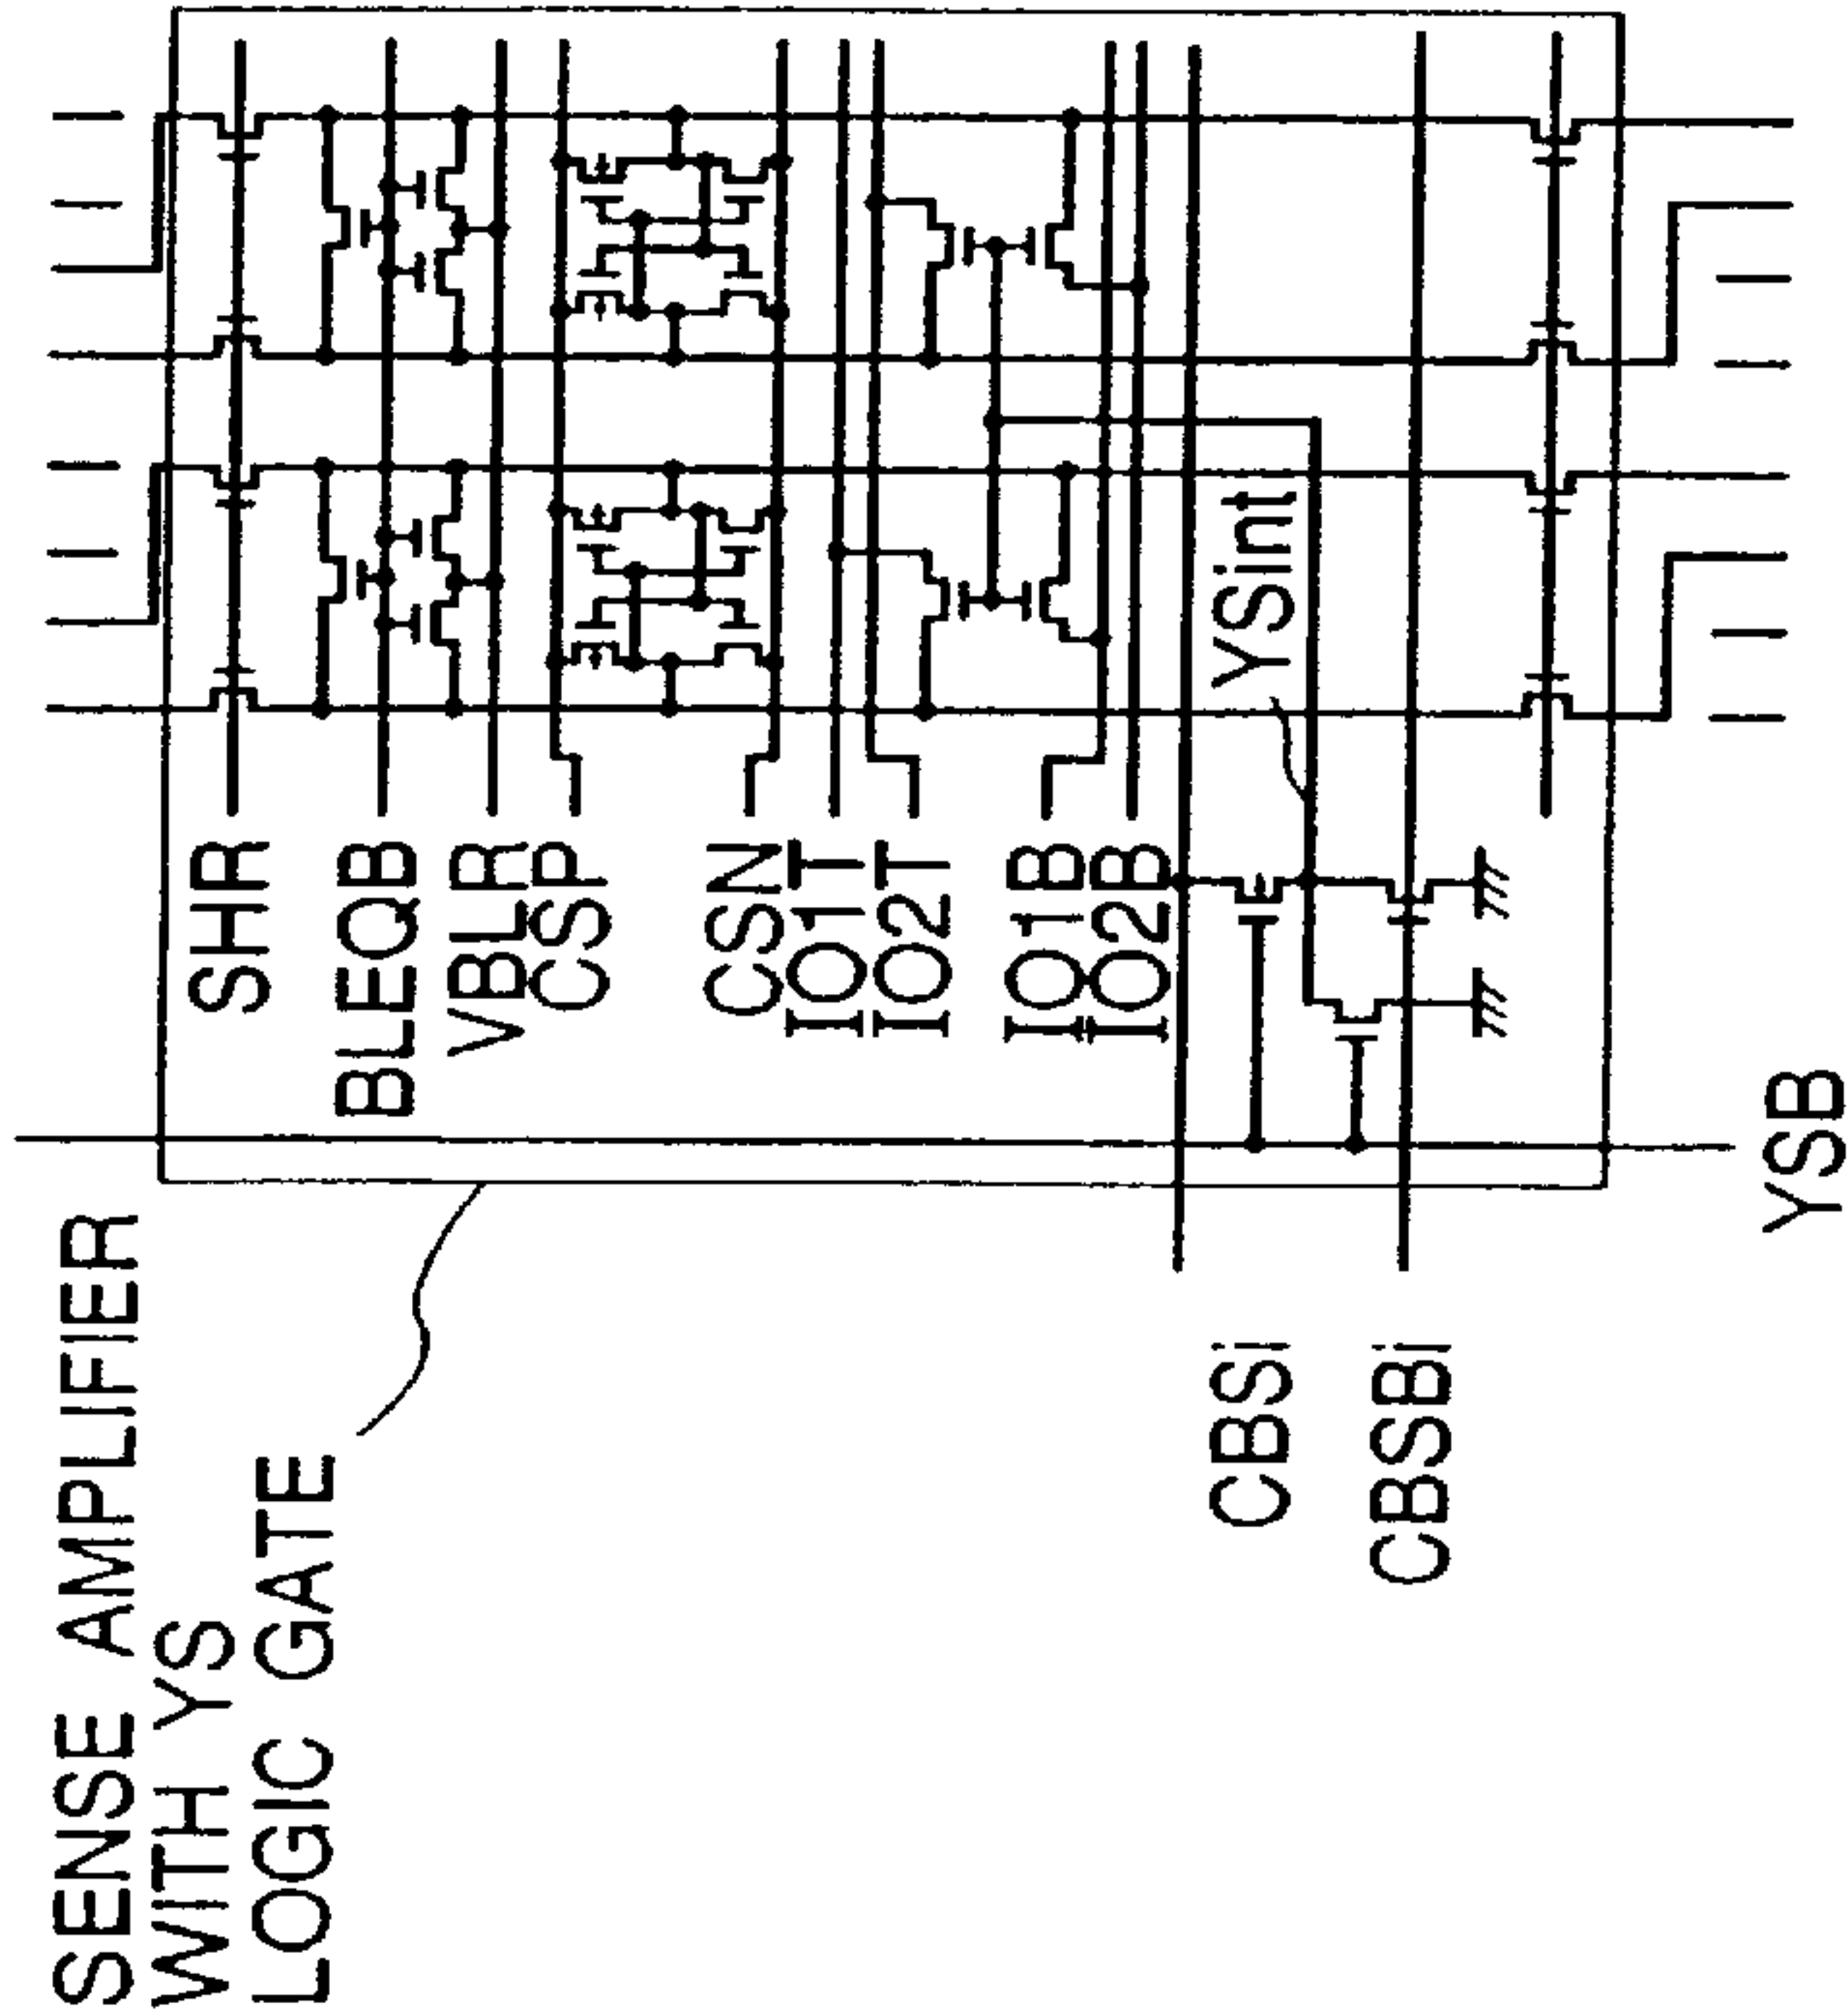 SENSE AMPLIFIER
WITH YS
LOGIC GATE
SHR
BLEQB
VBLR
CSP
CSN
IO1T
IO2T
IO1B
IO2B
YSint
CBSi
CBSBi
YSB